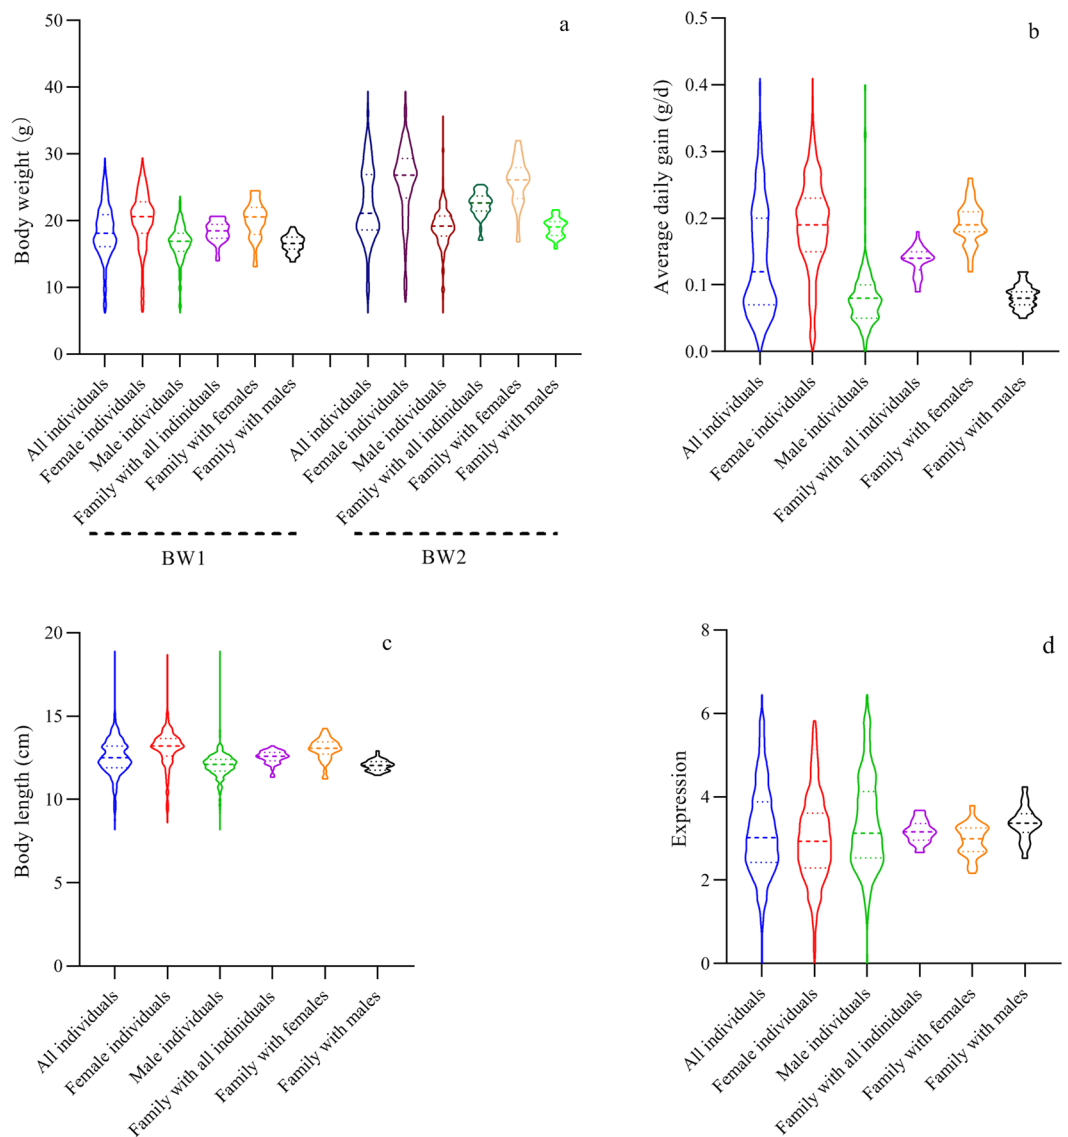 a
Body weight (g)
50
40
30
20
10
0
All individuals
Female individuals
Male individuals
Family with all indiniduals
Family with females
Family with males
All individuals
Female individuals
Male individuals
Family with all individuals
Family with females
Family with males
BW1
BW2
b
Average daily gain (g/d)
0.5
0.4
0.3
0.2
0.1
0.0
All individuals
Female individuals
Male individuals
Family with all individuals
Family with females
Family with males
c
Body length (cm)
20
15
10
5
0
All individuals
Female individuals
Male individuals
Family with all indiniduals
Family with females
Family with males
d
Expression
8
6
4
2
0
All individuals
Female individuals
Male individuals
Family with all individuals
Family with females
Family with males